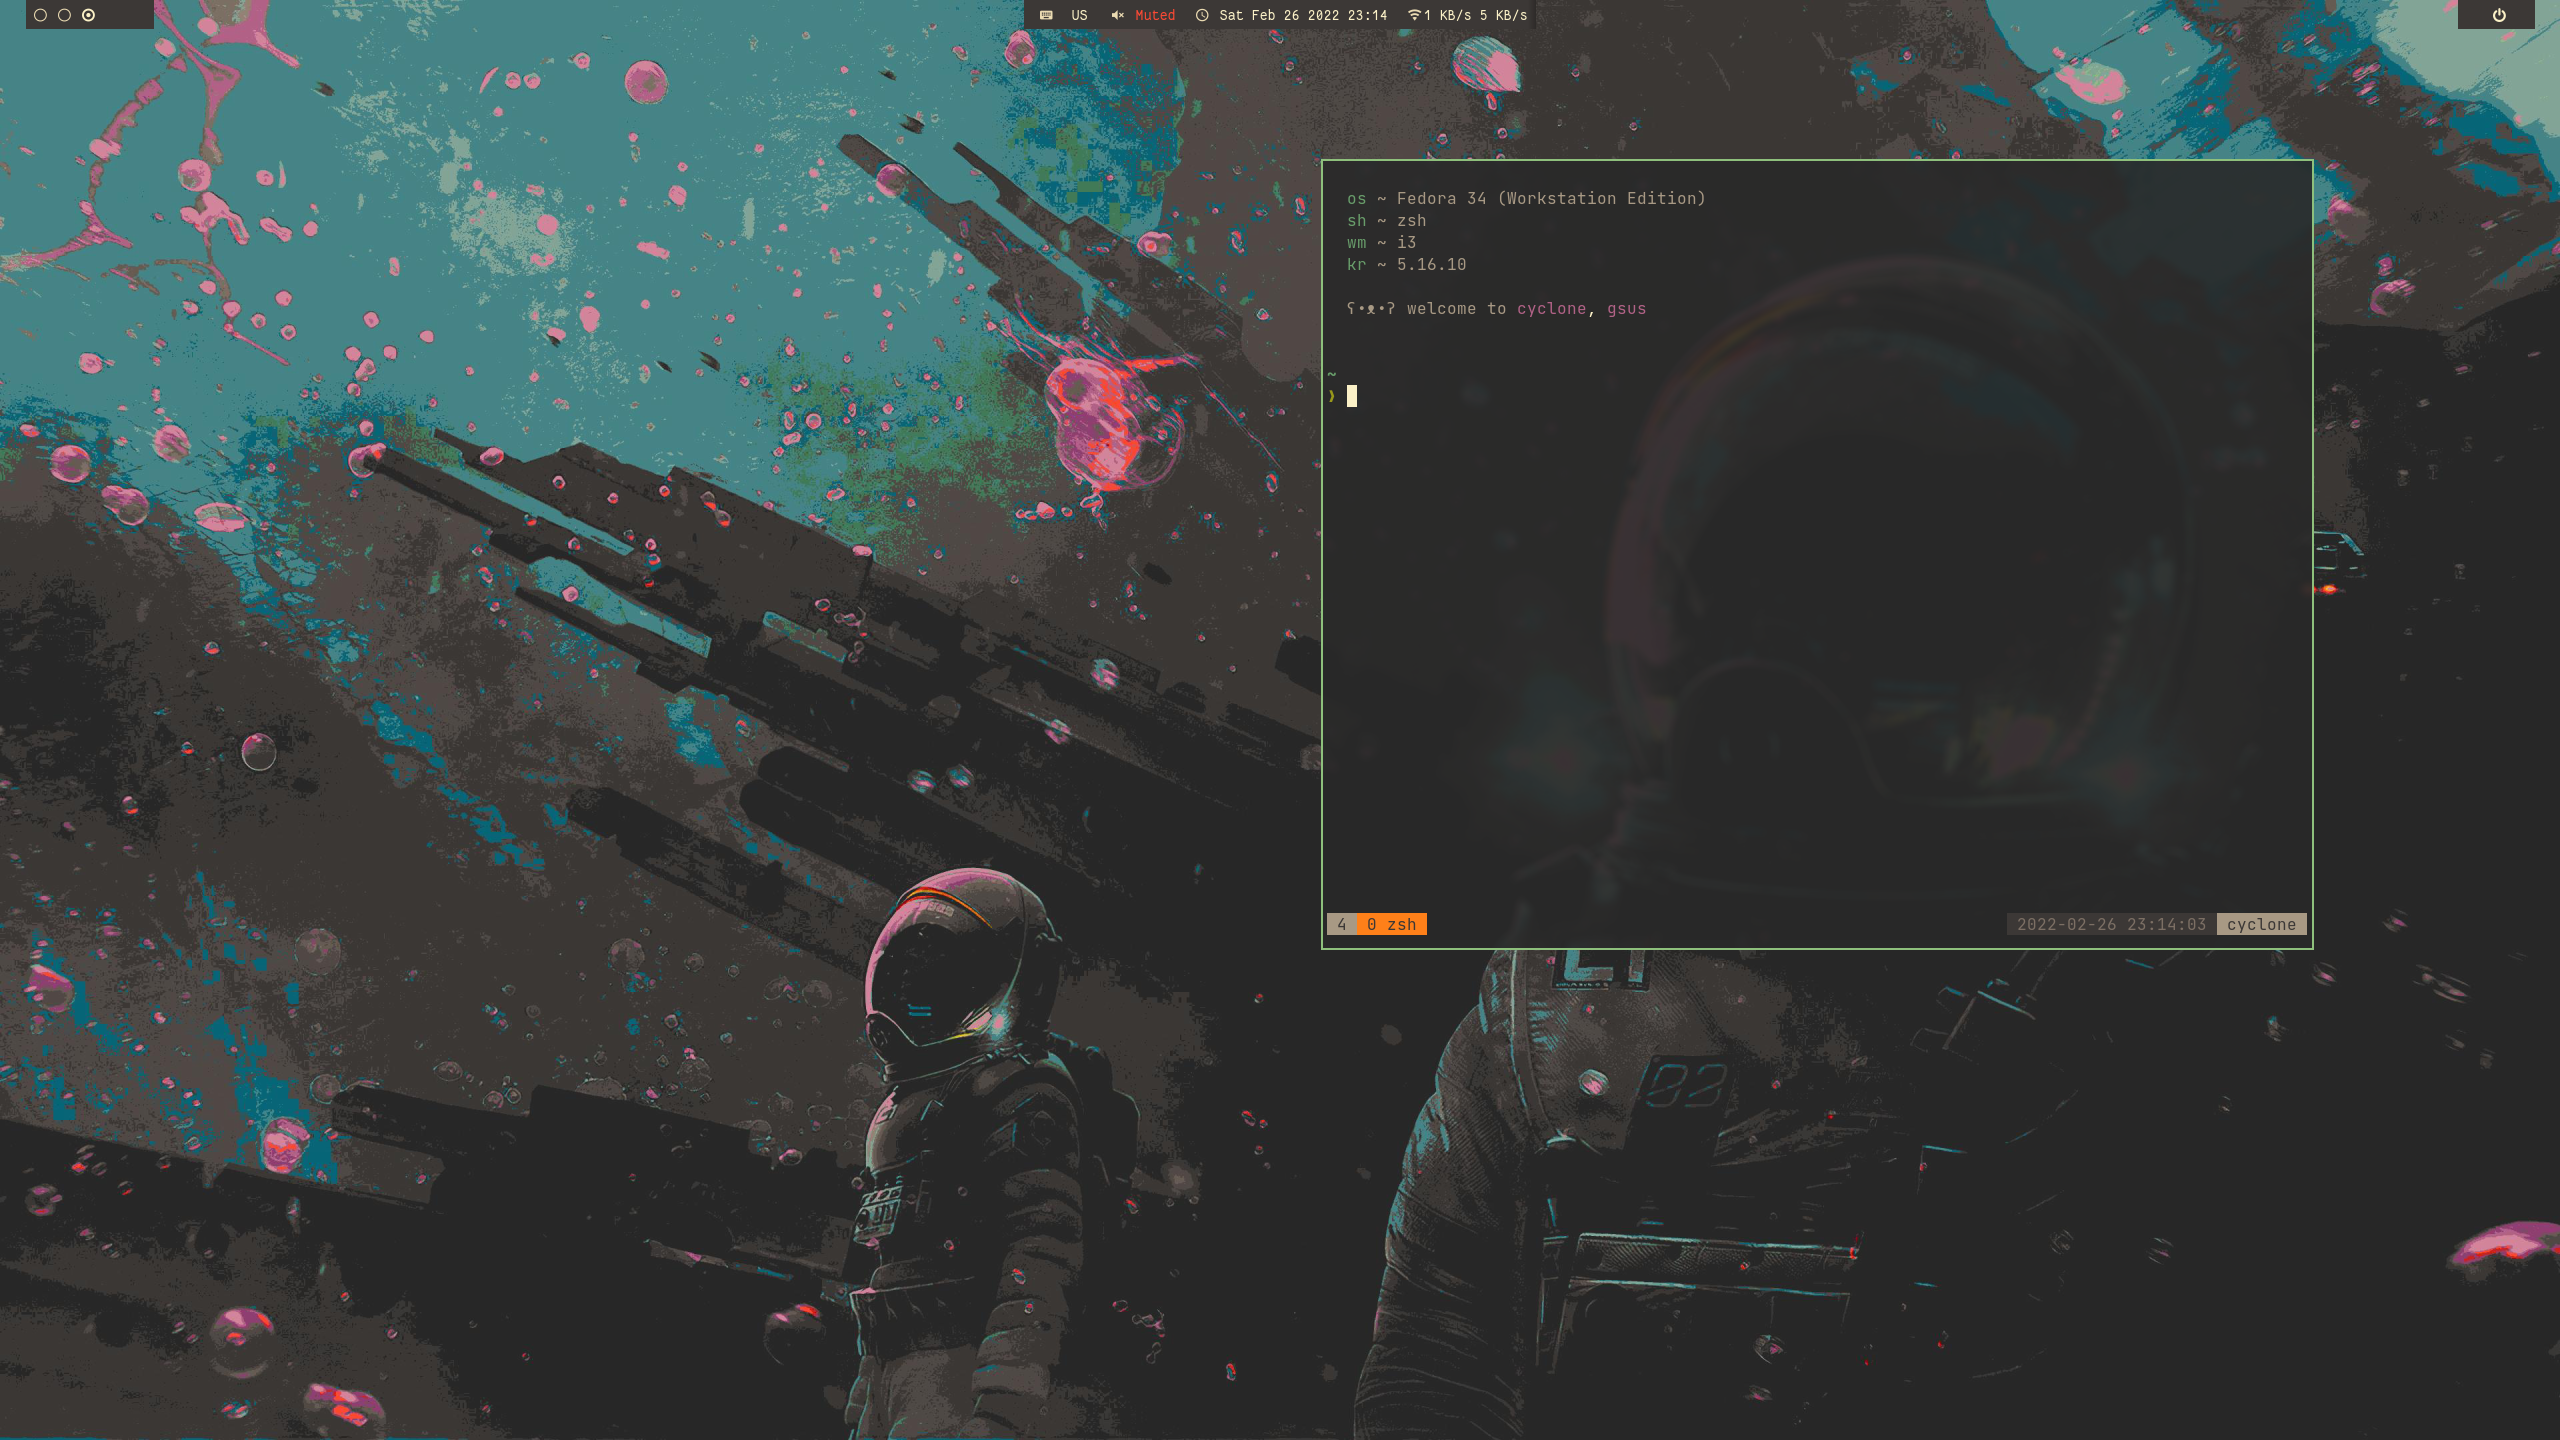 US Muted Sat Feb 26 2022 23:14 1 KB/s 5 KB/s
os ~ Fedora 34 (Workstation Edition)
sh ~ zsh
wm ~ i3
kr ~ 5.16.10
ʕ•ᴥ•ʔ welcome to cyclone, gsus
~
❯
4 0 zsh 2022-02-26 23:14:03 cyclone
03